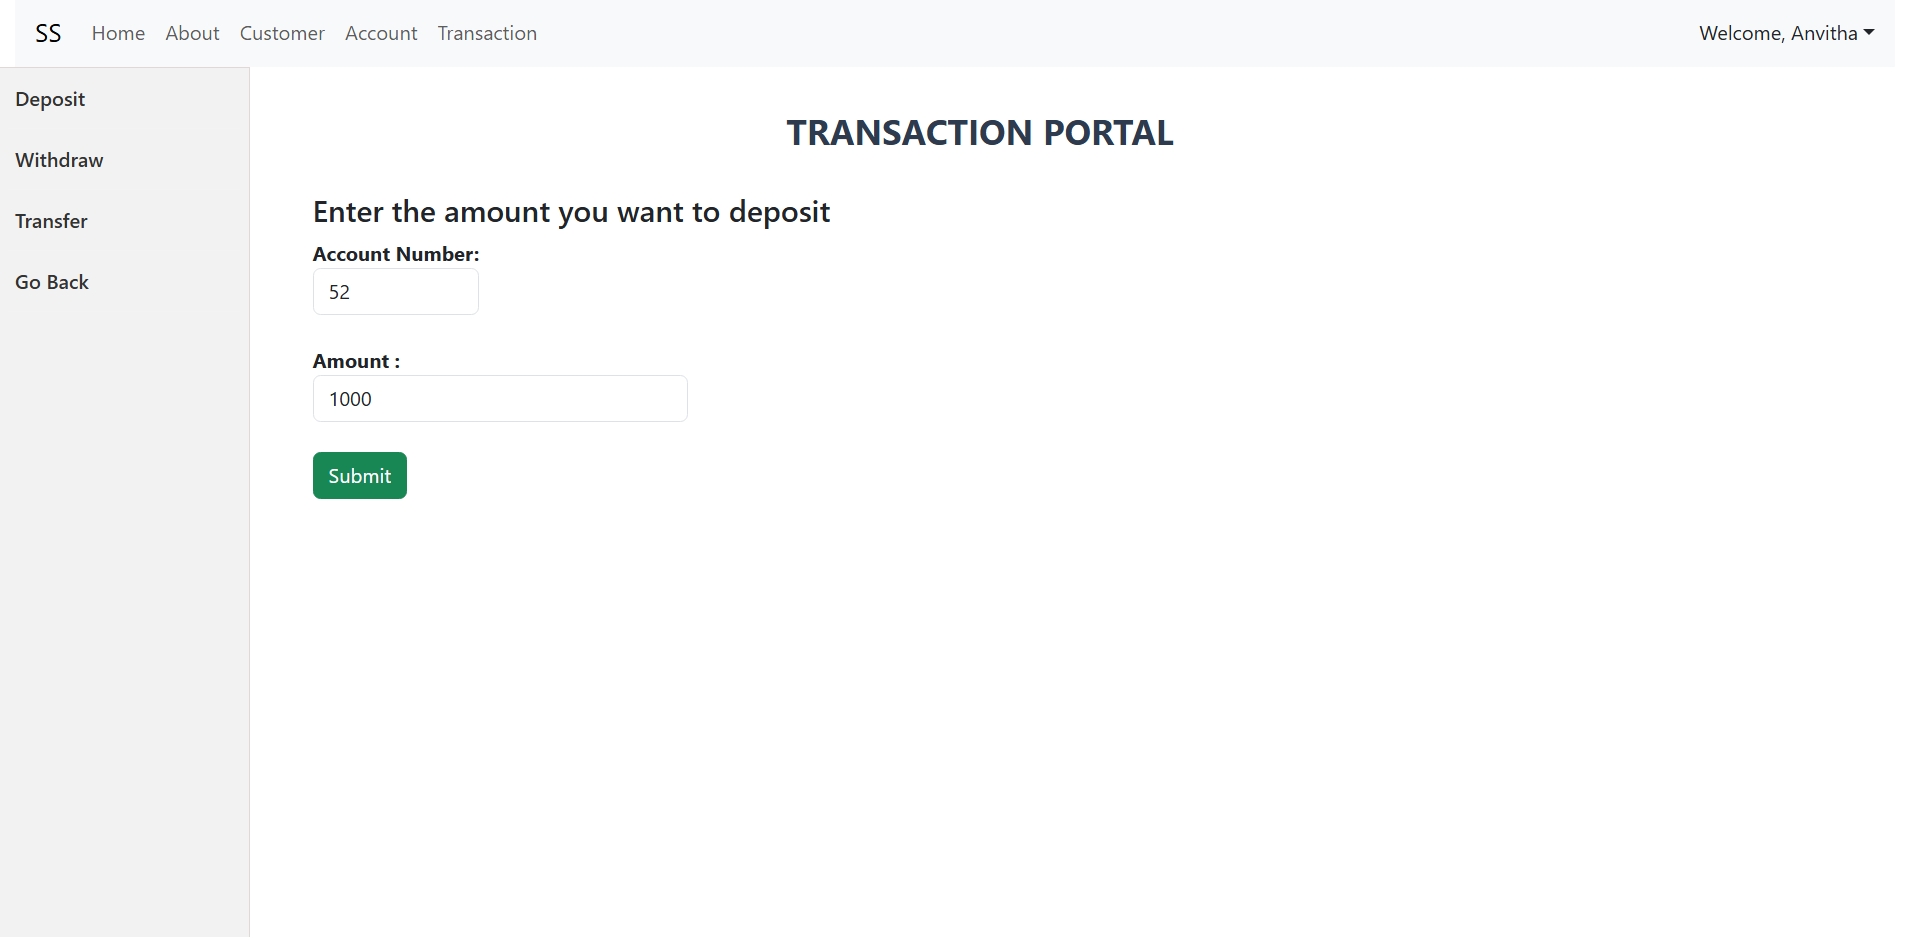 SS Home About Customer Account Transaction Welcome, Anvitha
Deposit
Withdraw
Transfer
Go Back
TRANSACTION PORTAL
Enter the amount you want to deposit
Account Number:
52
Amount :
1000
Submit